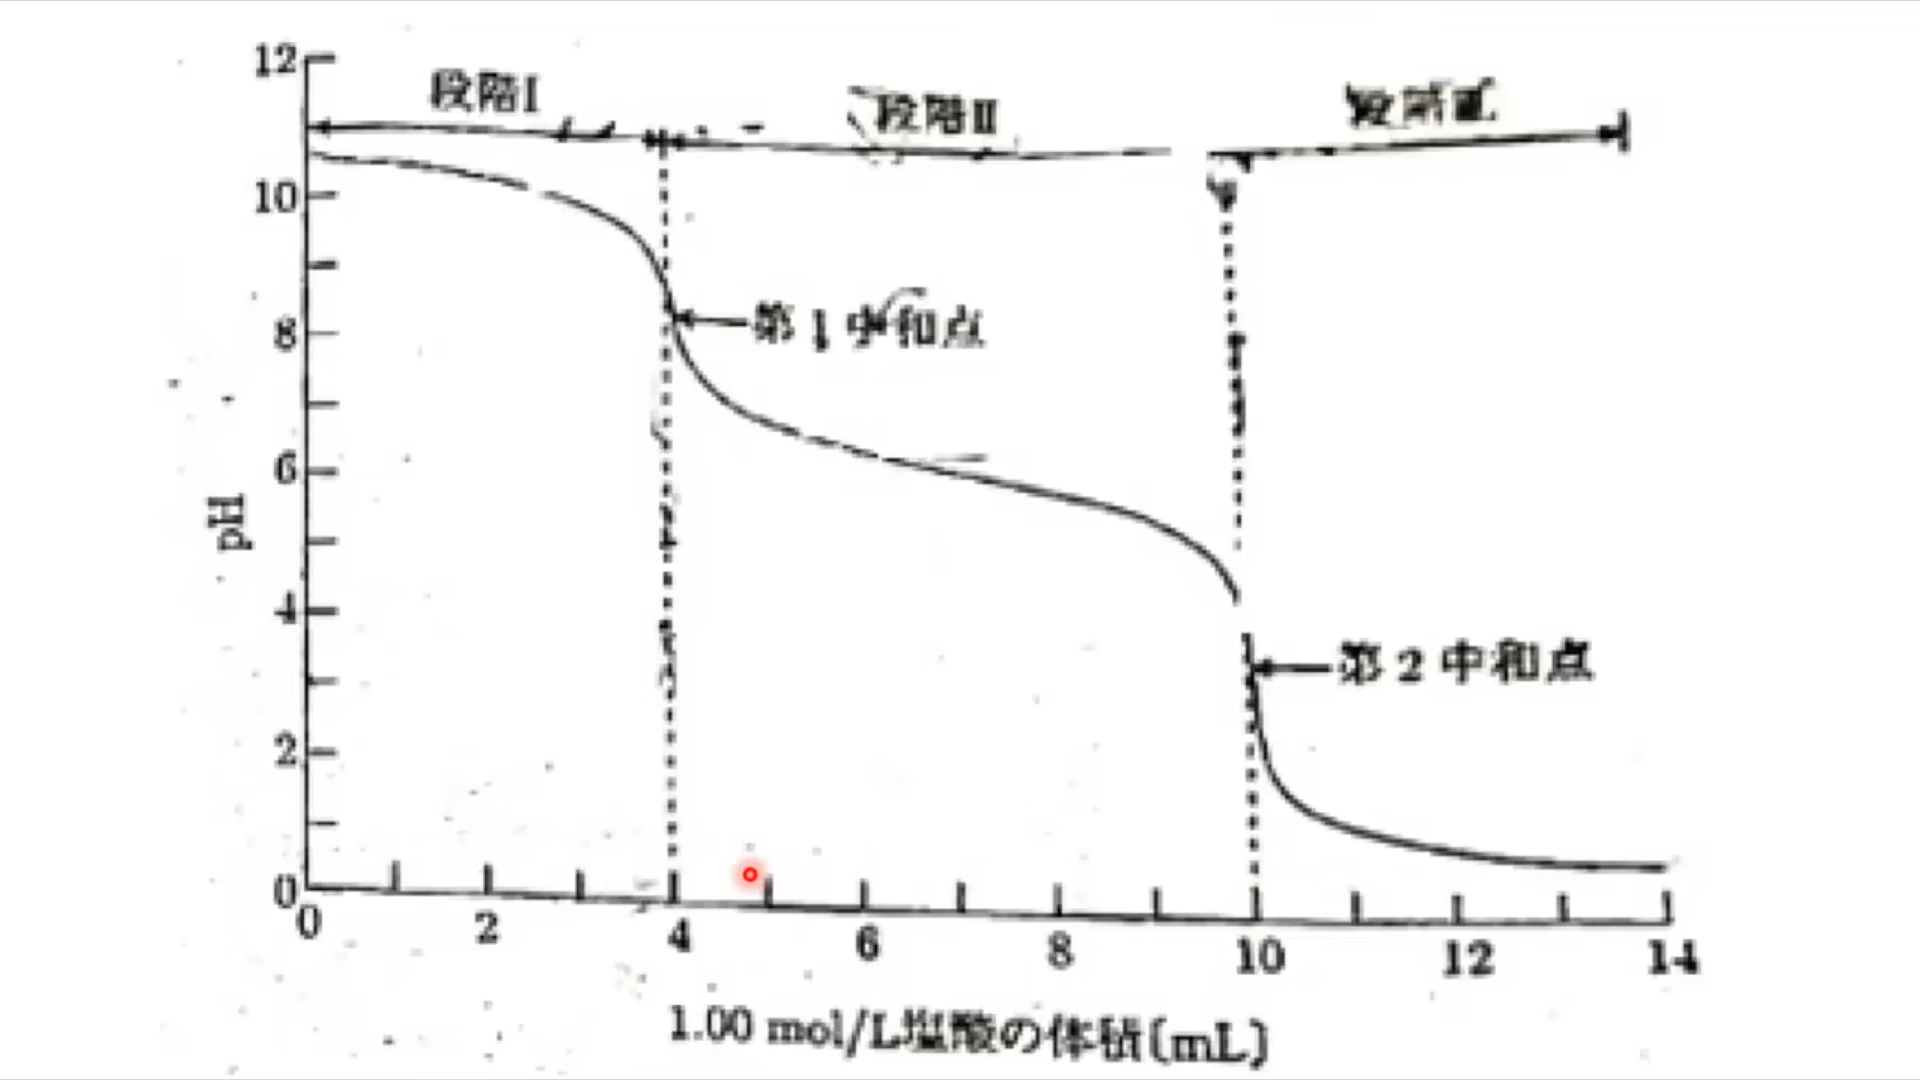 12
段階Ⅰ
段階Ⅱ
段階Ⅲ
10
8
第1中和点
6
pH
4
第2中和点
2
0
0 2 4 6 8 10 12 14
1.00 mol/L塩酸の体積(mL)